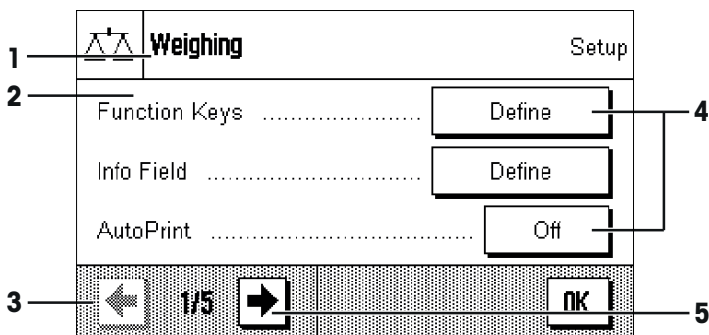 Weighing
Setup
1
2
Function Keys ........................ Define
4
Info Field ................................ Define
AutoPrint ....................................... Off
3
1/5
OK
5